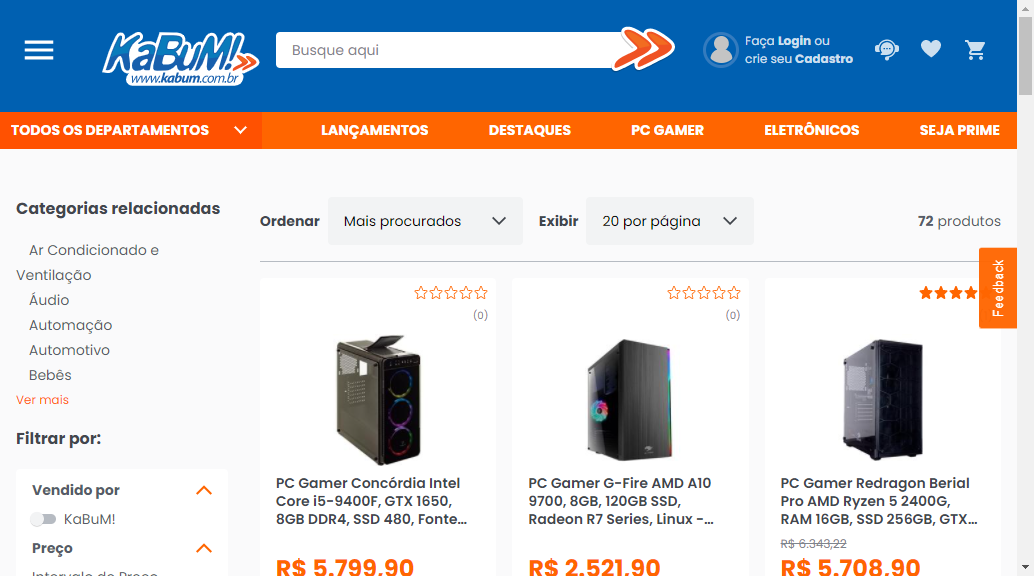 KaBuM!
www.kabum.com.br
Busque aqui
Faça Login ou
crie seu Cadastro
TODOS OS DEPARTAMENTOS
LANÇAMENTOS
DESTAQUES
PC GAMER
ELETRÔNICOS
SEJA PRIME
Categorias relacionadas
Ar Condicionado e
Ventilação
Áudio
Automação
Automotivo
Bebês
Ver mais
Filtrar por:
Vendido por
KaBuM!
Preço
Intervalo de Preço
Ordenar
Mais procurados
Exibir
20 por página
72 produtos
Feedback
(0)
PC Gamer Concórdia Intel
Core i5-9400F, GTX 1650,
8GB DDR4, SSD 480, Fonte...
R$ 5.799,90
(0)
PC Gamer G-Fire AMD A10
9700, 8GB, 120GB SSD,
Radeon R7 Series, Linux -...
R$ 2.521,90
PC Gamer Redragon Berial
Pro AMD Ryzen 5 2400G,
RAM 16GB, SSD 256GB, GTX...
R$ 6.343,22
R$ 5.708,90